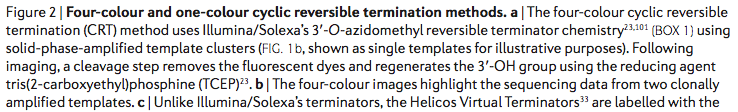 Figure 2 | Four-colour and one-colour cyclic reversible termination methods. a | The four-colour cyclic reversible
termination (CRT) method uses Illumina/Solexa's 3′-O-azidomethyl reversible terminator chemistry23,101 (BOX 1) using
solid-phase-amplified template clusters (FIG. 1b, shown as single templates for illustrative purposes). Following
imaging, a cleavage step removes the fluorescent dyes and regenerates the 3′-OH group using the reducing agent
tris(2-carboxyethyl)phosphine (TCEP)23. b | The four-colour images highlight the sequencing data from two clonally
amplified templates. c | Unlike Illumina/Solexa's terminators, the Helicos Virtual Terminators33 are labelled with the